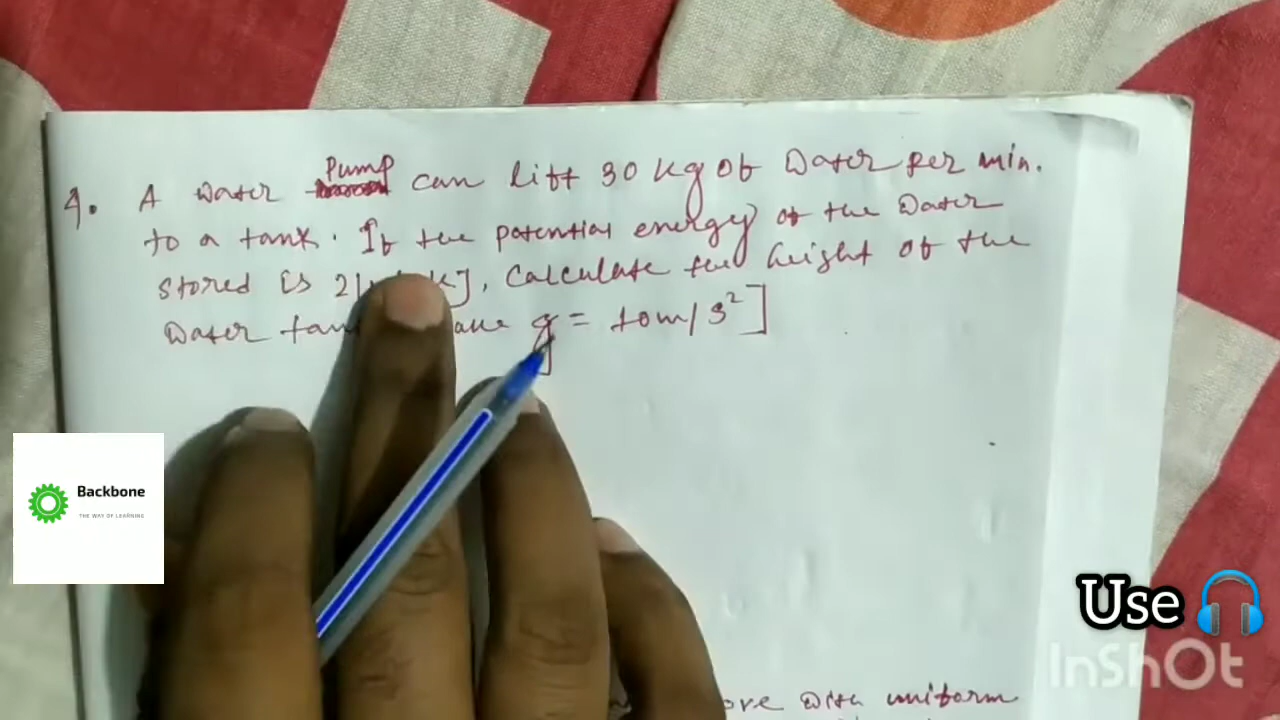 4. A water Pump can lift 30 kg of water per min.
to a tank. If the potential energy of the water
stored is kJ, Calculate the height of the
water g = 10m/s²]
Backbone
THE WAY OF LEARNING
Use
InShOt
with uniform